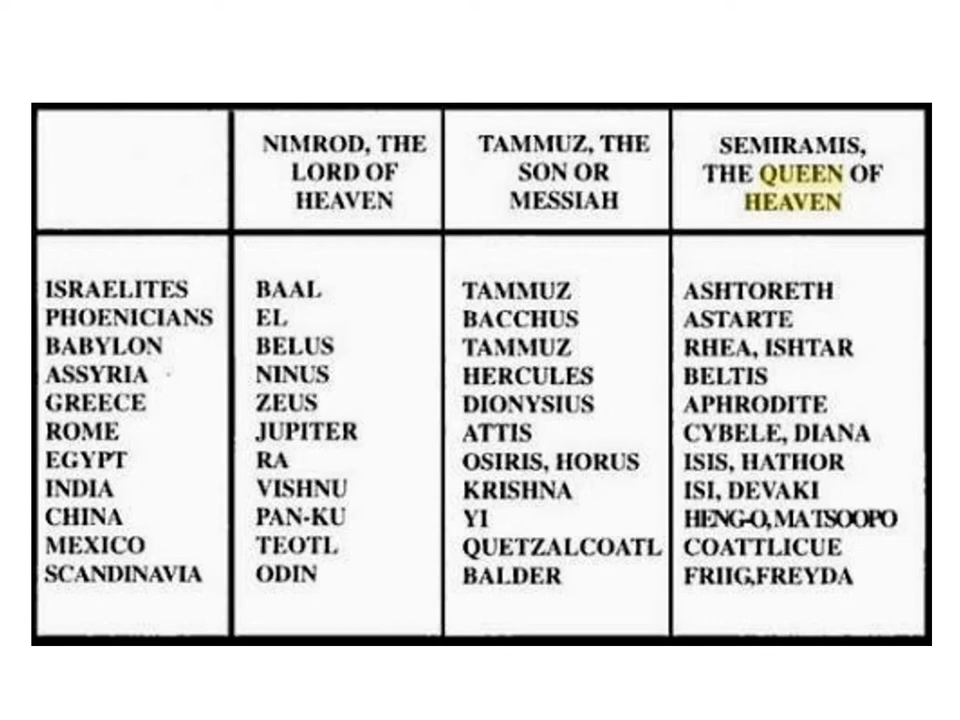 NIMROD, THE LORD OF HEAVEN
TAMMUZ, THE SON OR MESSIAH
SEMIRAMIS, THE QUEEN OF HEAVEN
ISRAELITES BAAL TAMMUZ ASHTORETH
PHOENICIANS EL BACCHUS ASTARTE
BABYLON BELUS TAMMUZ RHEA, ISHTAR
ASSYRIA NINUS HERCULES BELTIS
GREECE ZEUS DIONYSIUS APHRODITE
ROME JUPITER ATTIS CYBELE, DIANA
EGYPT RA OSIRIS, HORUS ISIS, HATHOR
INDIA VISHNU KRISHNA ISI, DEVAKI
CHINA PAN-KU YI HENG-O, MA TSOOPO
MEXICO TEOTL QUETZALCOATL COATTLICUE
SCANDINAVIA ODIN BALDER FRIIG,FREYDA